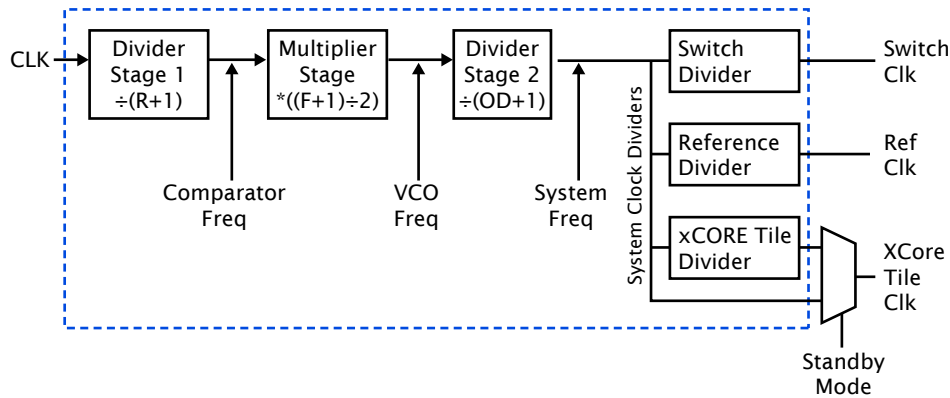 CLK
Divider
Stage 1
÷(R+1)
Multiplier
Stage
*((F+1)÷2)
Divider
Stage 2
÷(OD+1)
Switch
Divider
Switch
Clk
Comparator
Freq
VCO
Freq
System
Freq
System Clock Dividers
Reference
Divider
Ref
Clk
xCORE Tile
Divider
XCore
Tile
Clk
Standby
Mode